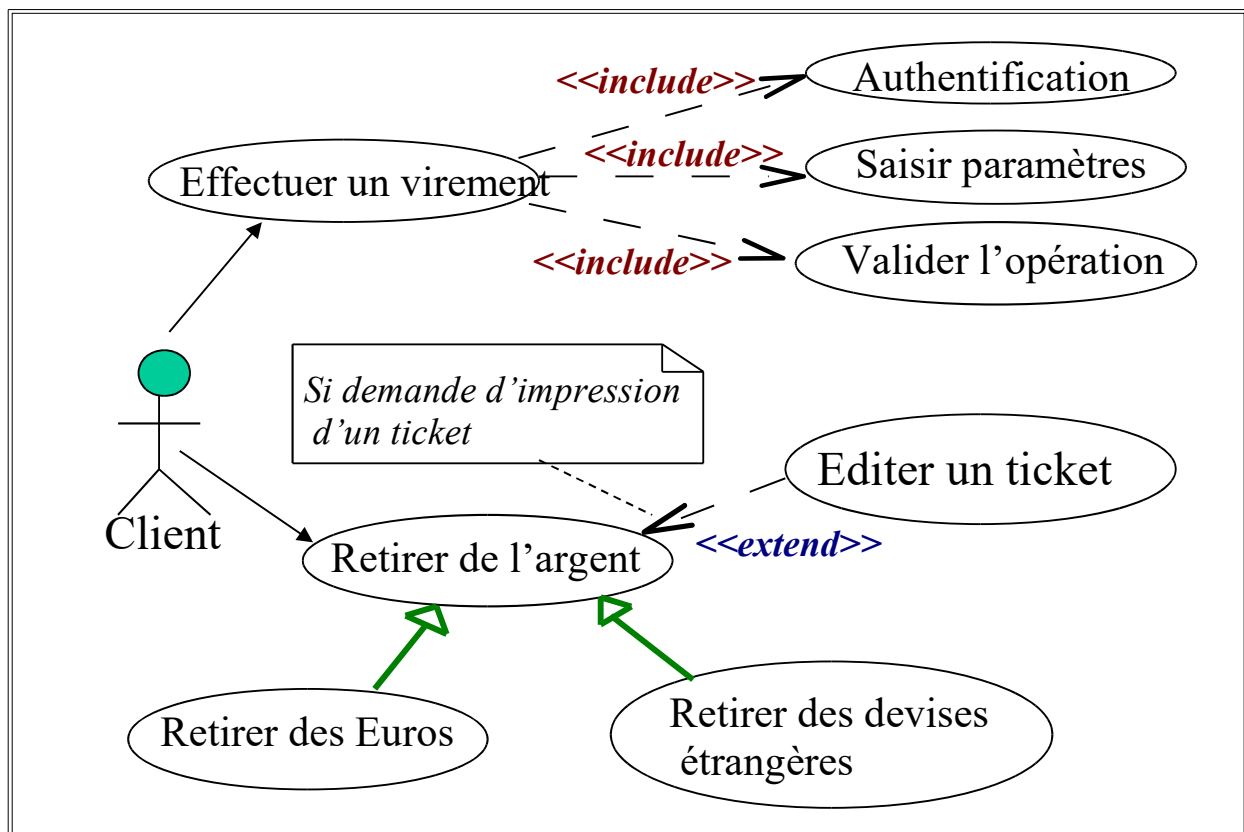 <<include>>
Authentification
<<include>>
Saisir paramètres
Effectuer un virement
<<include>>
Valider l’opération
Si demande d’impression
d’un ticket
Editer un ticket
Client
<<extend>>
Retirer de l’argent
Retirer des Euros
Retirer des devises
étrangères